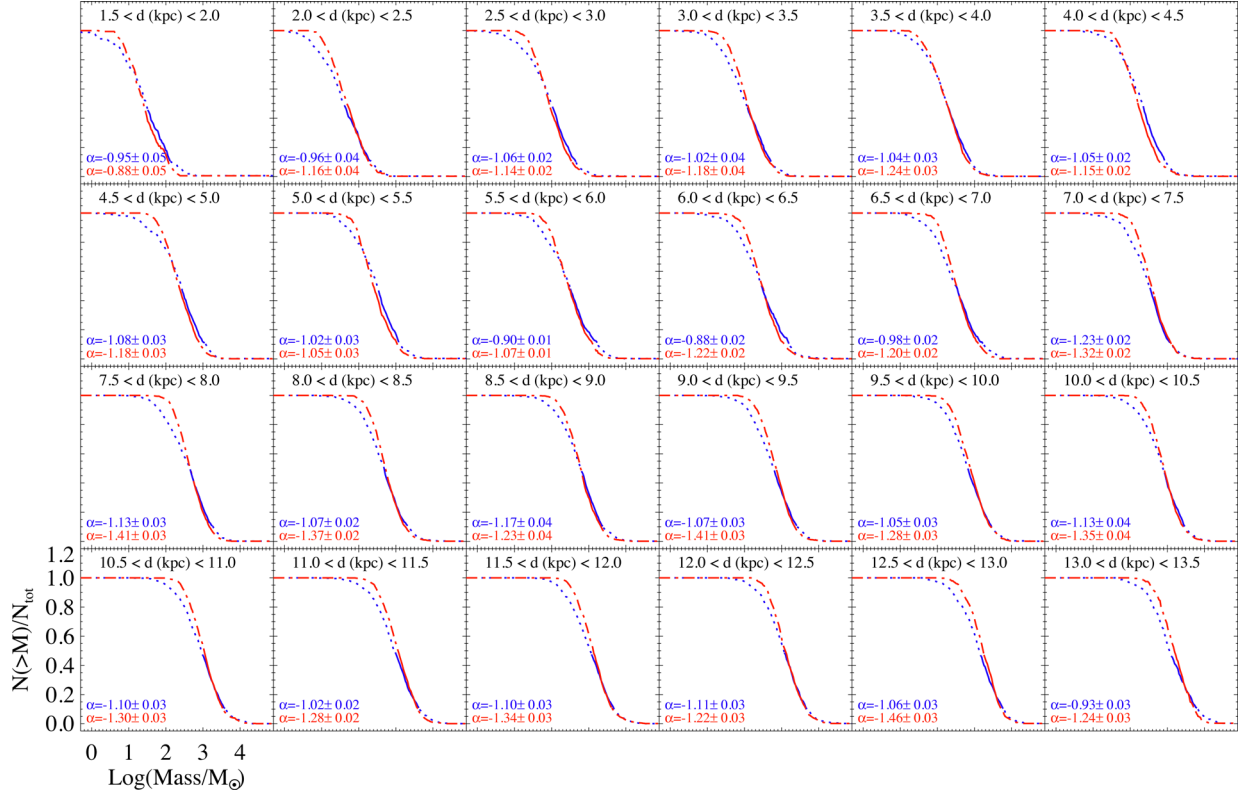 1.5 < d (kpc) < 2.0
α=-0.95± 0.05
α=-0.88± 0.05
2.0 < d (kpc) < 2.5
α=-0.96± 0.04
α=-1.16± 0.04
2.5 < d (kpc) < 3.0
α=-1.06± 0.02
α=-1.14± 0.02
3.0 < d (kpc) < 3.5
α=-1.02± 0.04
α=-1.18± 0.04
3.5 < d (kpc) < 4.0
α=-1.04± 0.03
α=-1.24± 0.03
4.0 < d (kpc) < 4.5
α=-1.05± 0.02
α=-1.15± 0.02
4.5 < d (kpc) < 5.0
α=-1.08± 0.03
α=-1.18± 0.03
5.0 < d (kpc) < 5.5
α=-1.02± 0.03
α=-1.05± 0.03
5.5 < d (kpc) < 6.0
α=-0.90± 0.01
α=-1.07± 0.01
6.0 < d (kpc) < 6.5
α=-0.88± 0.02
α=-1.22± 0.02
6.5 < d (kpc) < 7.0
α=-0.98± 0.02
α=-1.20± 0.02
7.0 < d (kpc) < 7.5
α=-1.23± 0.02
α=-1.32± 0.02
7.5 < d (kpc) < 8.0
α=-1.13± 0.03
α=-1.41± 0.03
8.0 < d (kpc) < 8.5
α=-1.07± 0.02
α=-1.37± 0.02
8.5 < d (kpc) < 9.0
α=-1.17± 0.04
α=-1.23± 0.04
9.0 < d (kpc) < 9.5
α=-1.07± 0.03
α=-1.41± 0.03
9.5 < d (kpc) < 10.0
α=-1.05± 0.03
α=-1.28± 0.03
10.0 < d (kpc) < 10.5
α=-1.13± 0.04
α=-1.35± 0.04
10.5 < d (kpc) < 11.0
α=-1.10± 0.03
α=-1.30± 0.03
11.0 < d (kpc) < 11.5
α=-1.02± 0.02
α=-1.28± 0.02
11.5 < d (kpc) < 12.0
α=-1.10± 0.03
α=-1.34± 0.03
12.0 < d (kpc) < 12.5
α=-1.11± 0.03
α=-1.22± 0.03
12.5 < d (kpc) < 13.0
α=-1.06± 0.03
α=-1.46± 0.03
13.0 < d (kpc) < 13.5
α=-0.93± 0.03
α=-1.24± 0.03
N(>M)/N_tot
1.2
1.0
0.8
0.6
0.4
0.2
0.0
0 1 2 3 4
Log(Mass/M☉)